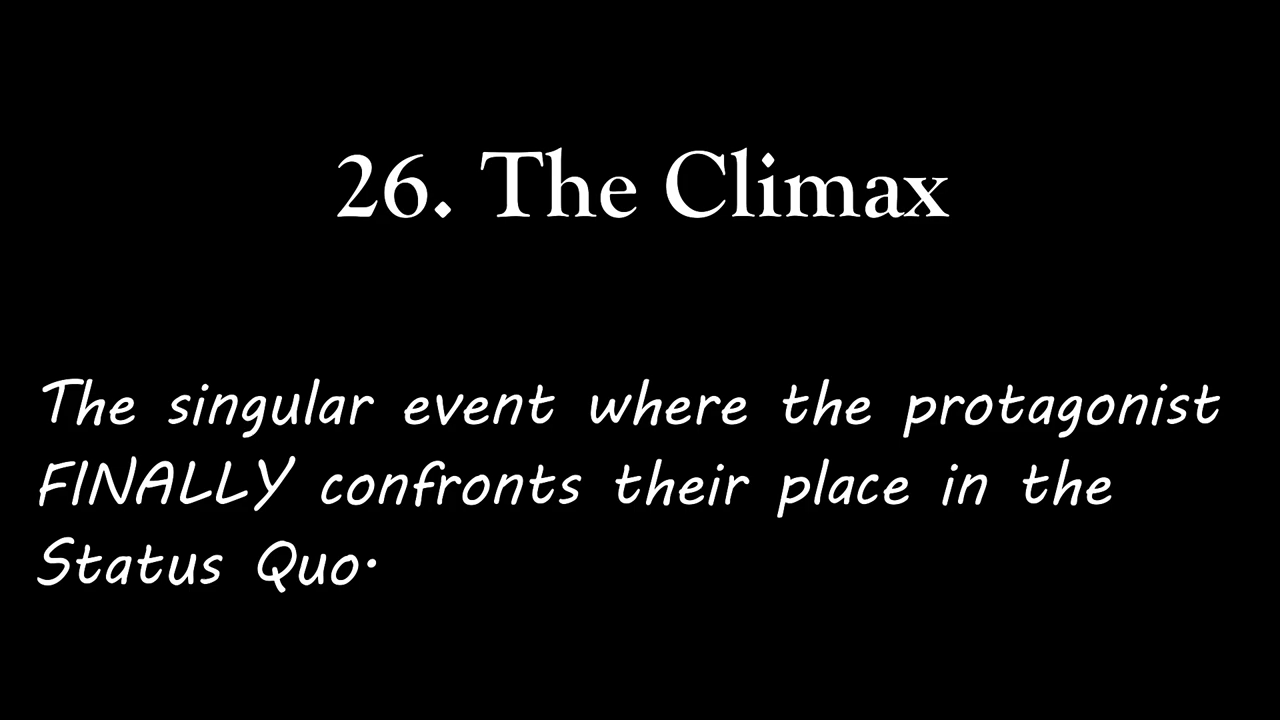 26. The Climax
The singular event where the protagonist
FINALLY confronts their place in the
Status Quo.